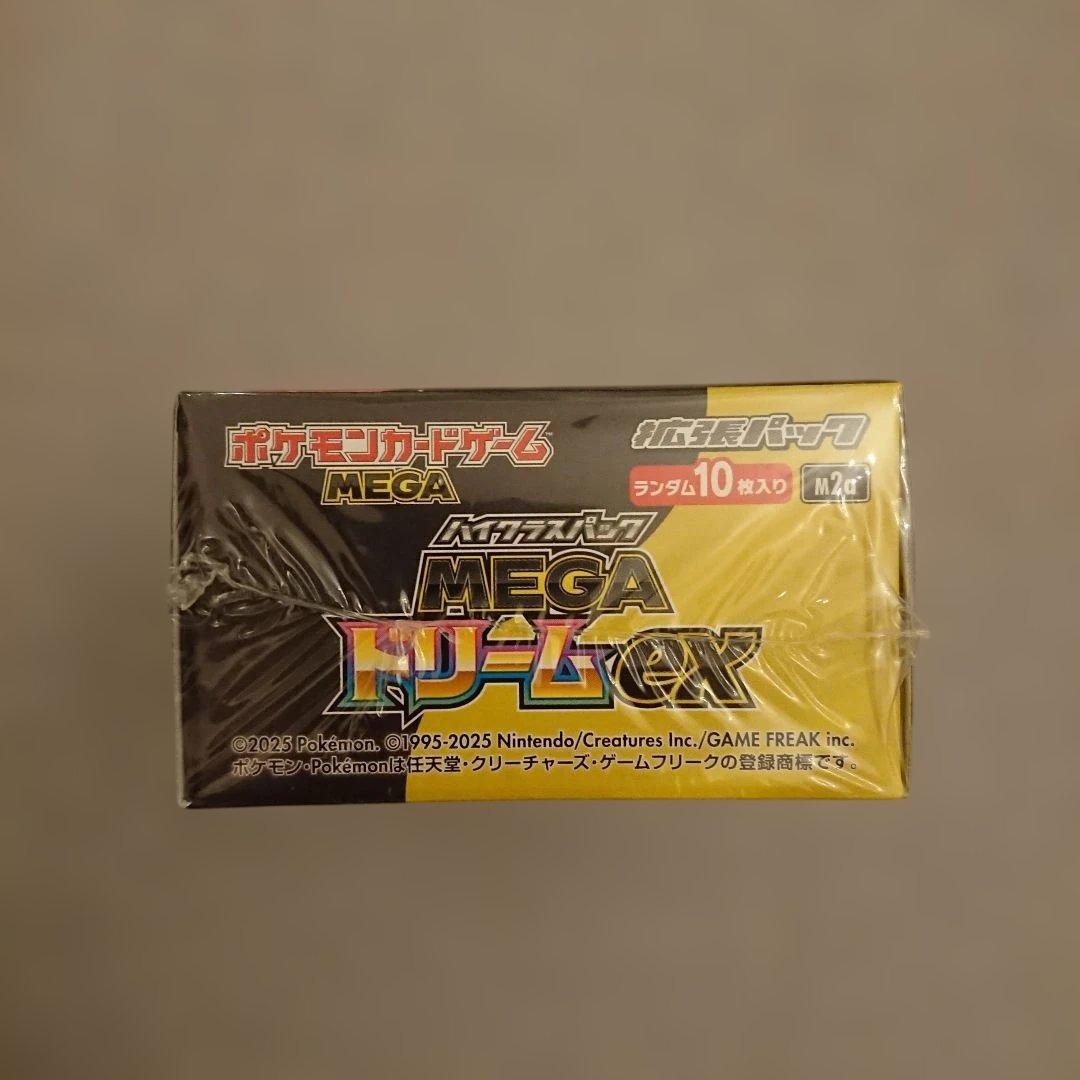 ポケモンカードゲーム
MEGA
拡張パック
ランダム10枚入り
M2a
ハイクラスパック
MEGA
ドリームex
©2025 Pokémon. ©1995-2025 Nintendo/Creatures Inc./GAME FREAK inc.
ポケモン・Pokémonは任天堂・クリーチャーズ・ゲームフリークの登録商標です。